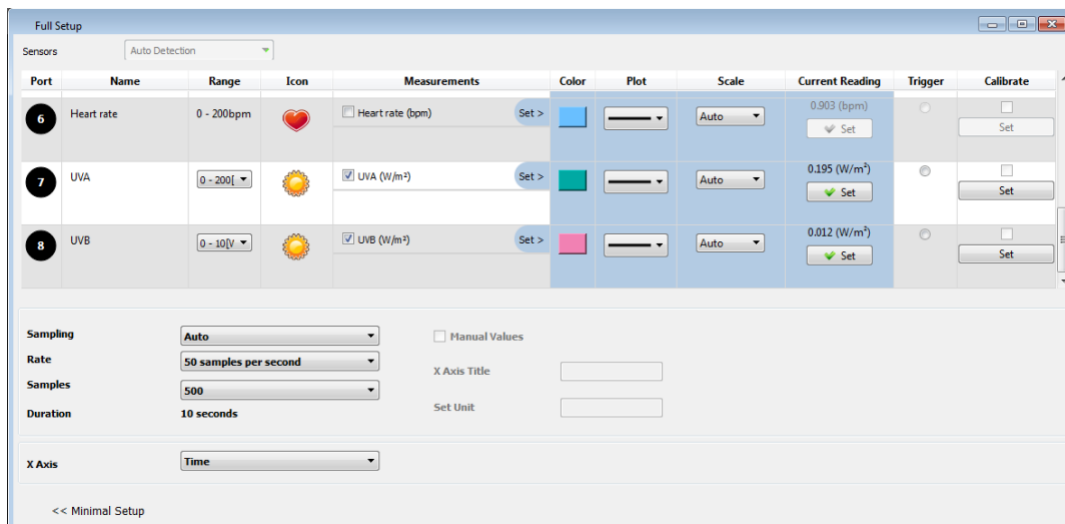 Full Setup
Sensors Auto Detection
Port Name Range Icon Measurements Color Plot Scale Current Reading Trigger Calibrate
6 Heart rate 0 - 200bpm Heart rate (bpm) Set > Auto 0.903 (bpm)
Set Set
7 UVA 0 - 200[ UVA (W/m²) Set > Auto 0.195 (W/m²)
Set Set
8 UVB 0 - 10[V UVB (W/m²) Set > Auto 0.012 (W/m²)
Set Set
Sampling Auto Manual Values
Rate 50 samples per second
X Axis Title
Samples 500
Set Unit
Duration 10 seconds
X Axis Time
<< Minimal Setup